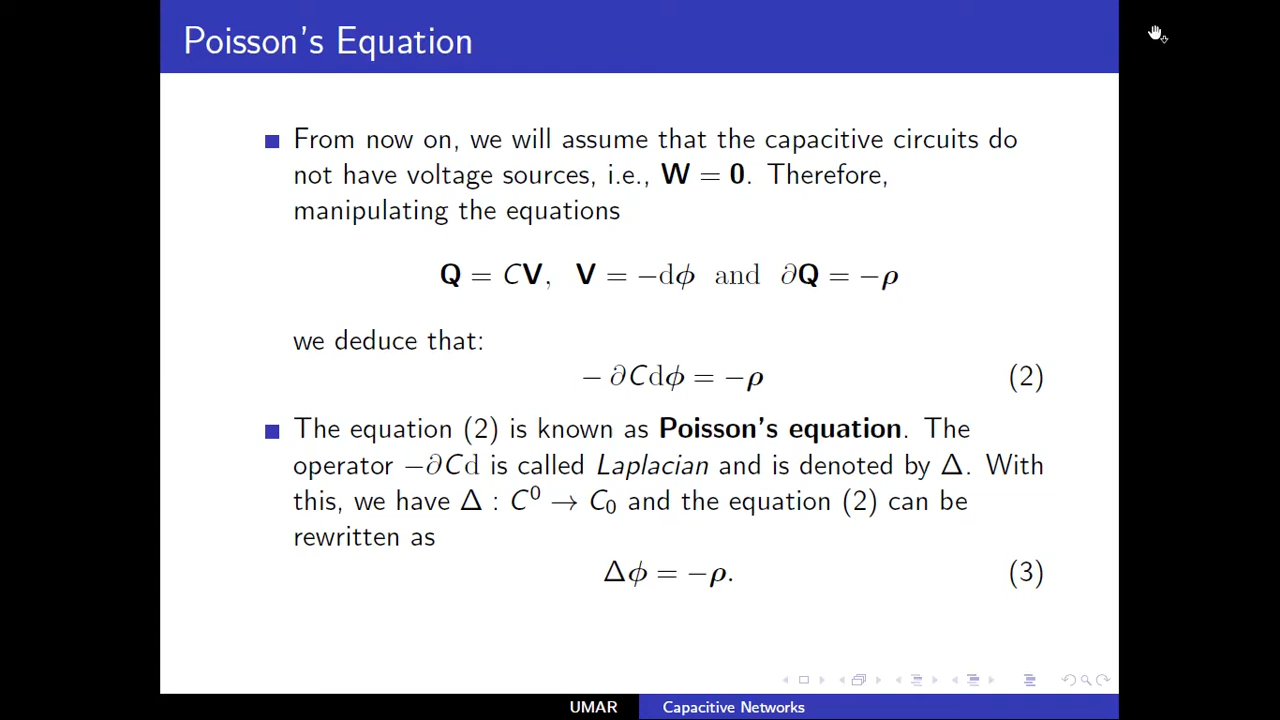 Poisson's Equation
From now on, we will assume that the capacitive circuits do
not have voltage sources, i.e., W = 0. Therefore,
manipulating the equations
Q = CV, V = −dϕ and ∂Q = −ρ
we deduce that:
− ∂Cdϕ = −ρ (2)
The equation (2) is known as Poisson's equation. The
operator −∂Cd is called Laplacian and is denoted by Δ. With
this, we have Δ : C⁰ → C₀ and the equation (2) can be
rewritten as
Δϕ = −ρ. (3)
UMAR Capacitive Networks